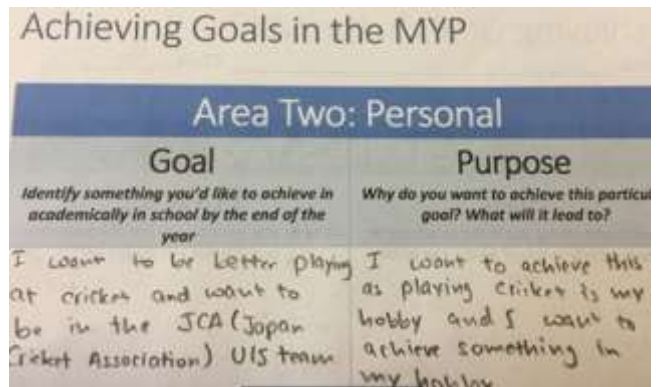 Achieving Goals in the MYP
Area Two: Personal
Goal
Identify something you'd like to achieve in
academically in school by the end of the
year
I want to be better playing
at cricket and want to
be in the JCA (Japan
Cricket Association) U15 team
Purpose
Why do you want to achieve this particul
goal? What will it lead to?
I want to achieve this
as playing cricket is my
hobby and I want to
achieve something in
my hobby